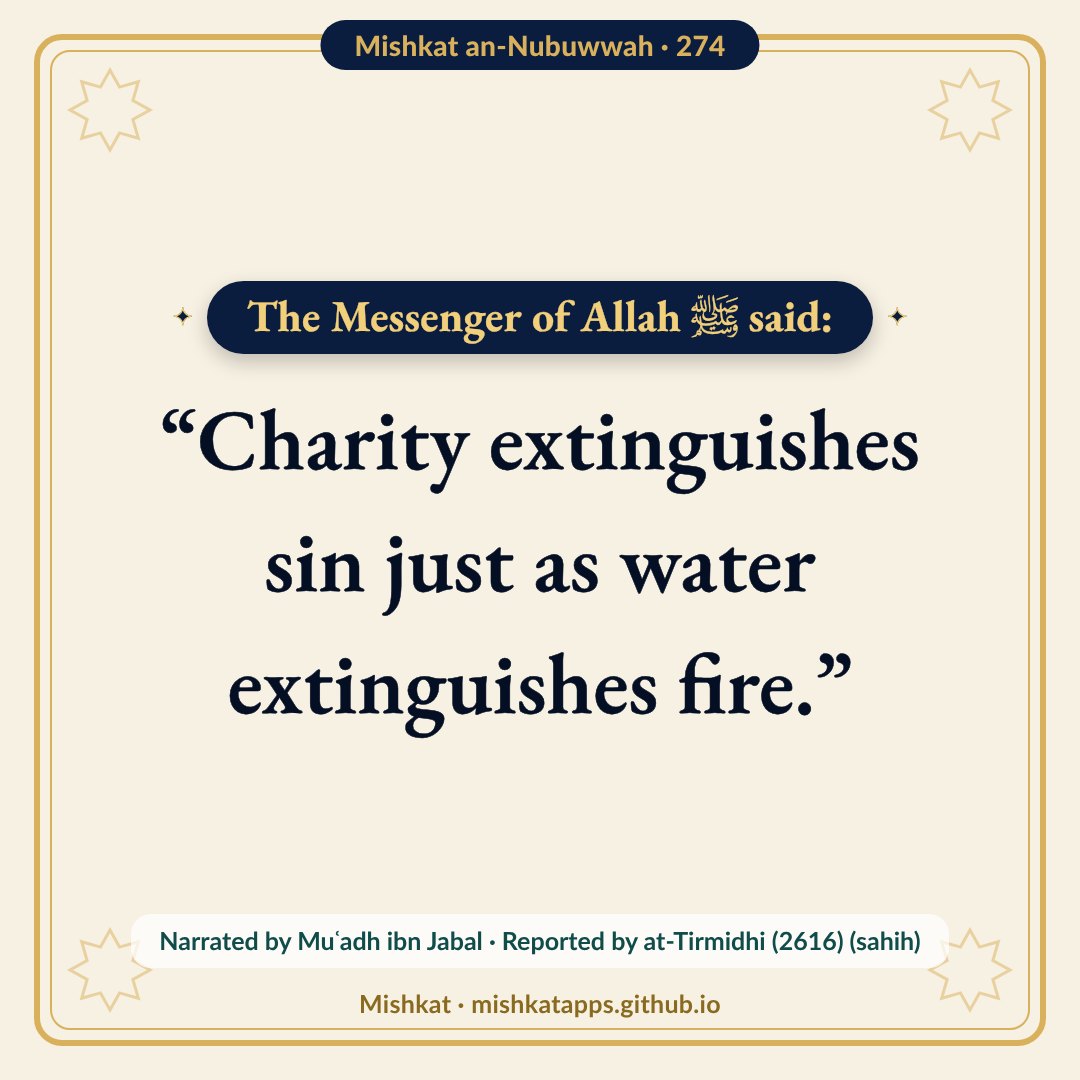 Mishkat an-Nubuwwah · 274
The Messenger of Allah ﷺ said:
“Charity extinguishes
sin just as water
extinguishes fire.”
Narrated by Muʿadh ibn Jabal · Reported by at-Tirmidhi (2616) (sahih)
Mishkat · mishkatapps.github.io